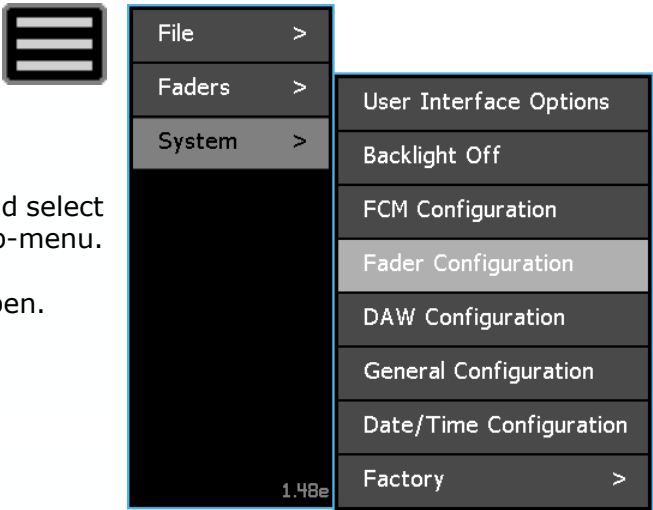 File >
Faders >
System >
1.48e
User Interface Options
Backlight Off
FCM Configuration
Fader Configuration
DAW Configuration
General Configuration
Date/Time Configuration
Factory >
d select
-menu.
en.